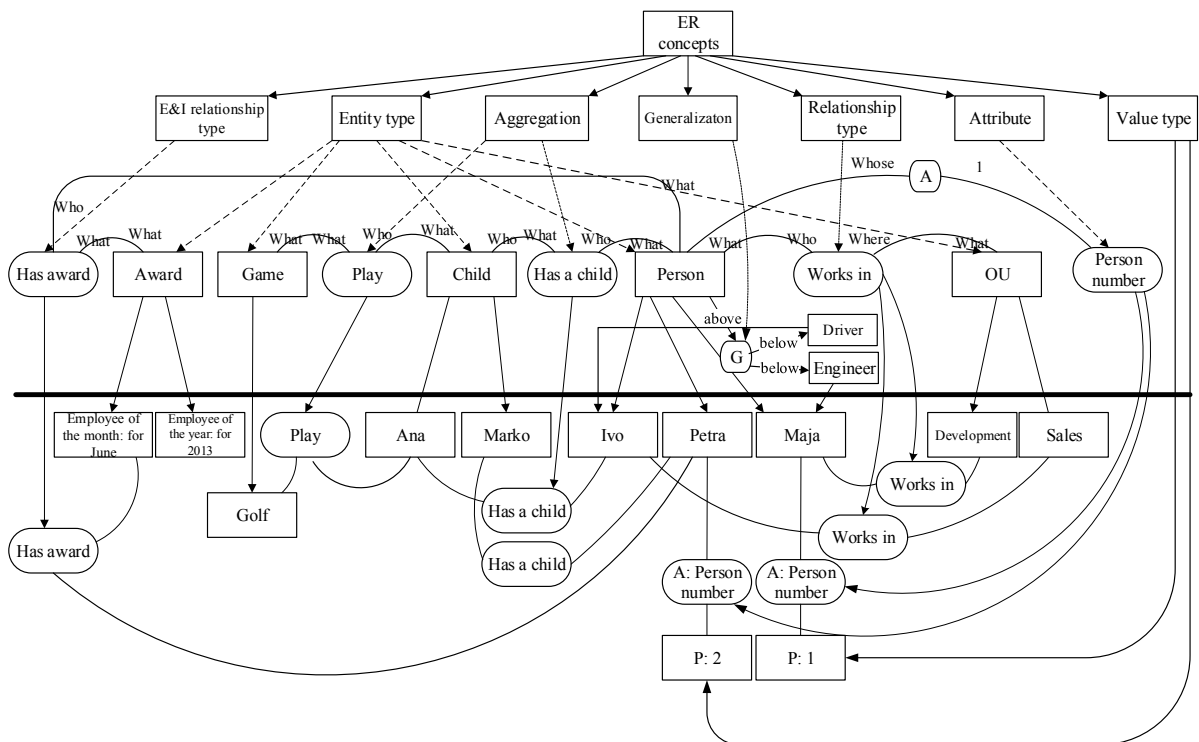 ER
concepts
E&I relationship
type
Entity type
Aggregation
Generalizaton
Relationship
type
Attribute
Value type
Whose
A
1
Who
What
What
What
What
What
Who
What
Who
What
Who
What
What
Who
Where
What
Has award
Award
Game
Play
Child
Has a child
Person
Works in
OU
Person
number
above
G
below
below
Driver
Engineer
Employee of
the month: for
June
Employee of
the year: for
2013
Play
Ana
Marko
Ivo
Petra
Maja
Development
Sales
Golf
Has a child
Works in
Has award
Has a child
Works in
A: Person
number
A: Person
number
P: 2
P: 1